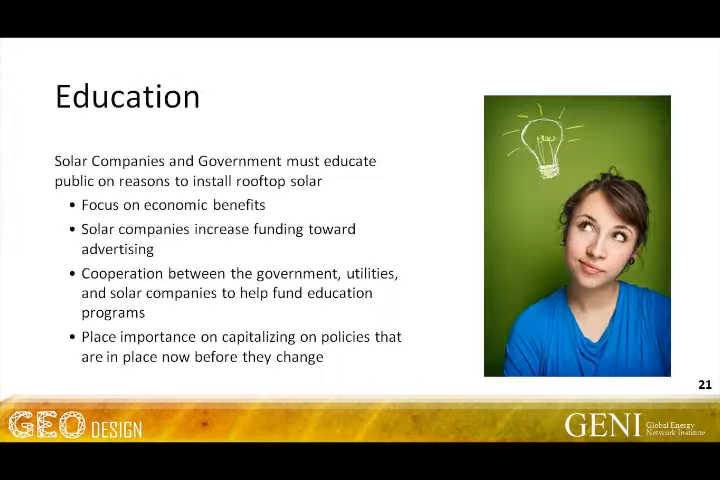 Education
Solar Companies and Government must educate
public on reasons to install rooftop solar
• Focus on economic benefits
• Solar companies increase funding toward
advertising
• Cooperation between the government, utilities,
and solar companies to help fund education
programs
• Place importance on capitalizing on policies that
are in place now before they change
21
GEO DESIGN
GENI Global Energy
Network Institute